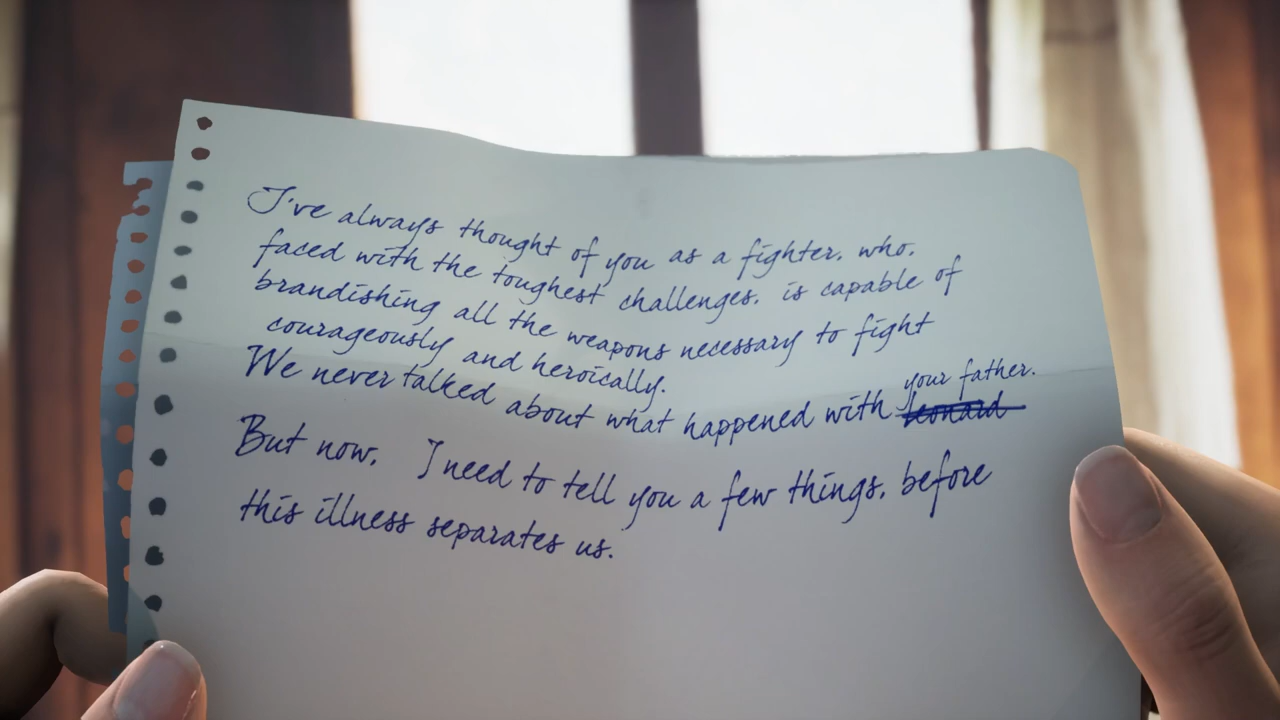 I've always thought of you as a fighter. who.
faced with the toughest challenges. is capable of
brandishing all the weapons necessary to fight
courageously and heroically.
We never talked about what happened with leonard your father.
But now. I need to tell you a few things. before
this illness separates us.